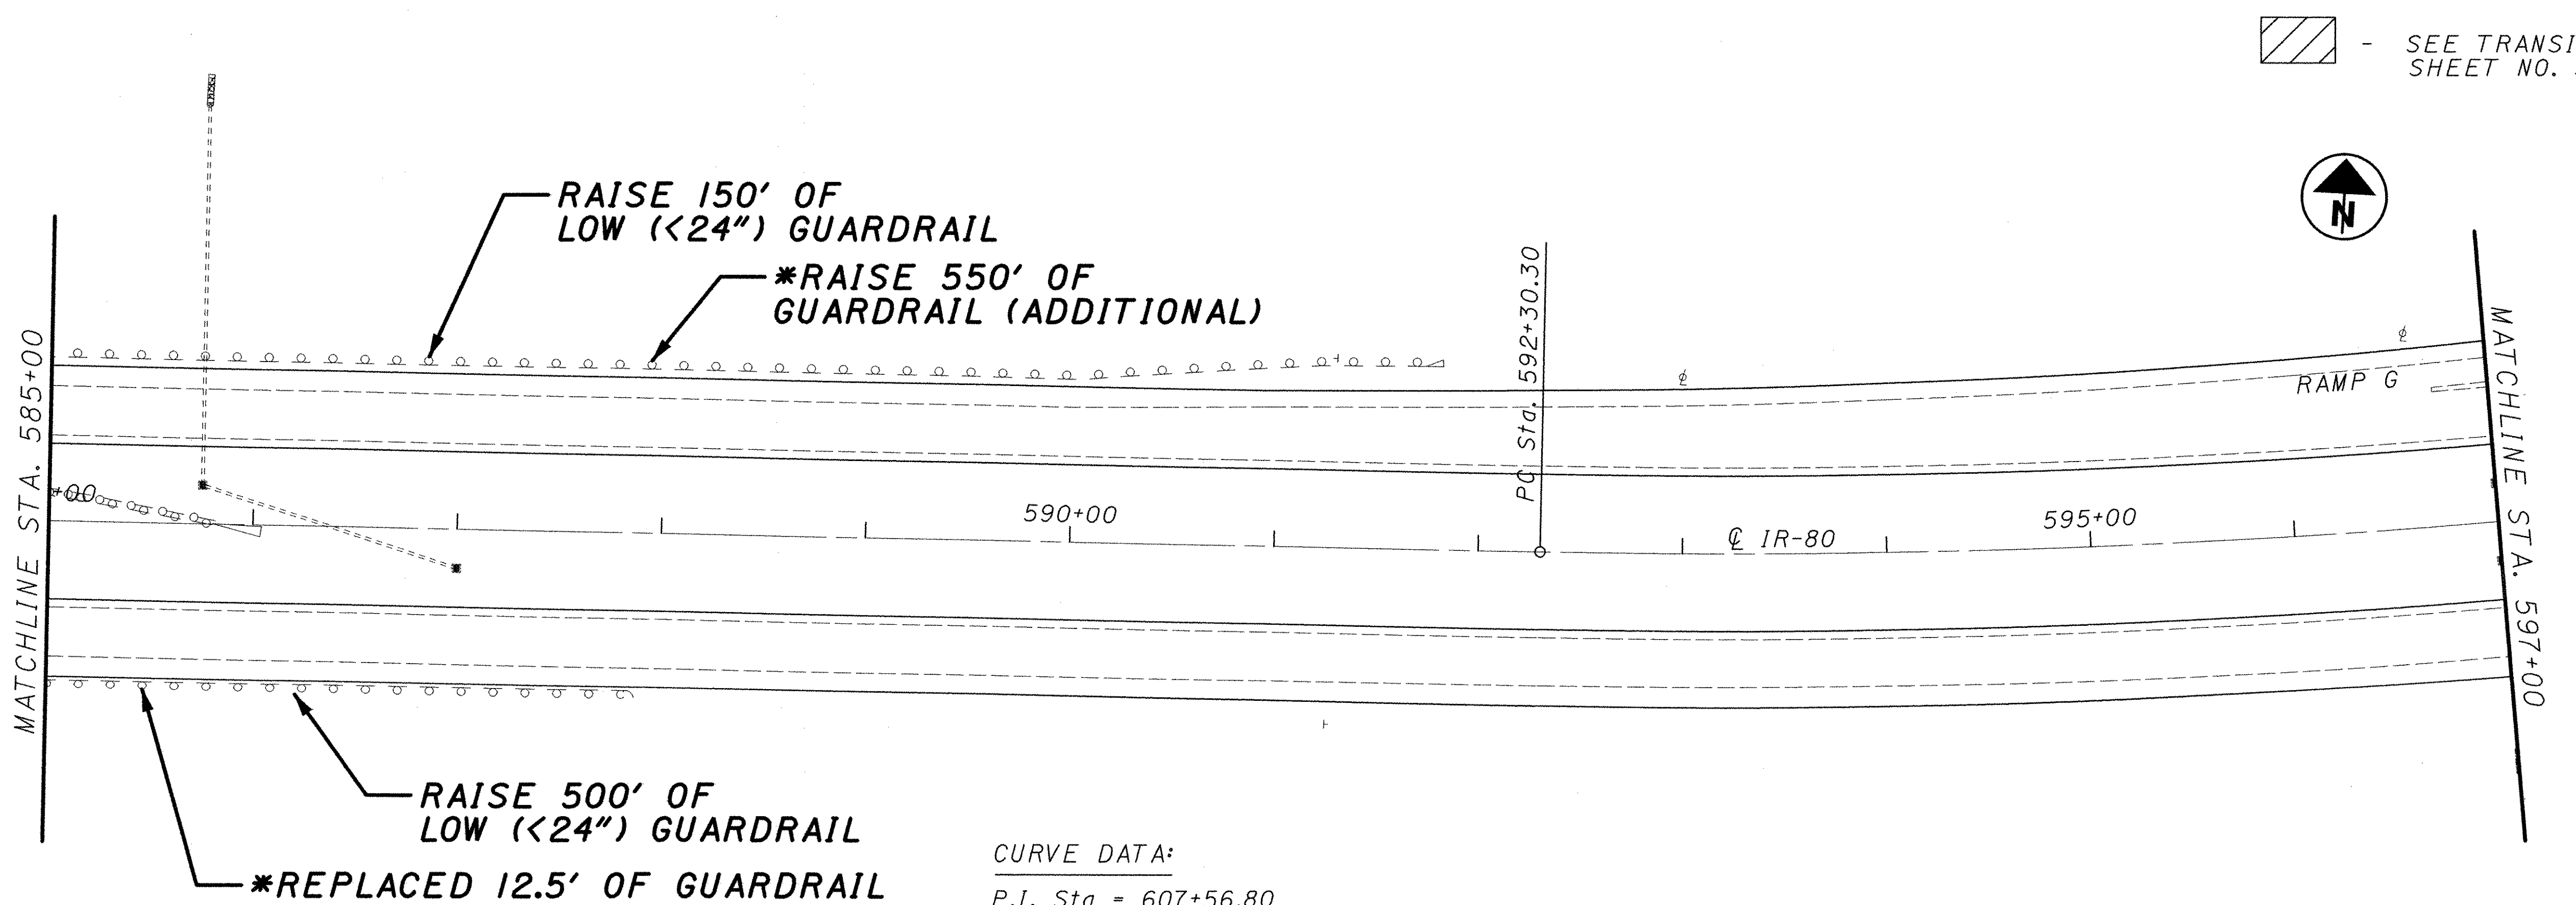 - SEE TRANSI
SHEET NO.
N
RAISE 150' OF
LOW (<24") GUARDRAIL
*RAISE 550' OF
GUARDRAIL (ADDITIONAL)
MATCHLINE STA. 585+00
PC Sta. 592+30.30
MATCHLINE STA. 597+00
RAMP G
+00
590+00
℄ IR-80
595+00
RAISE 500' OF
LOW (<24") GUARDRAIL
*REPLACED 12.5' OF GUARDRAIL
CURVE DATA:
P.I. Sta = 607+56.80